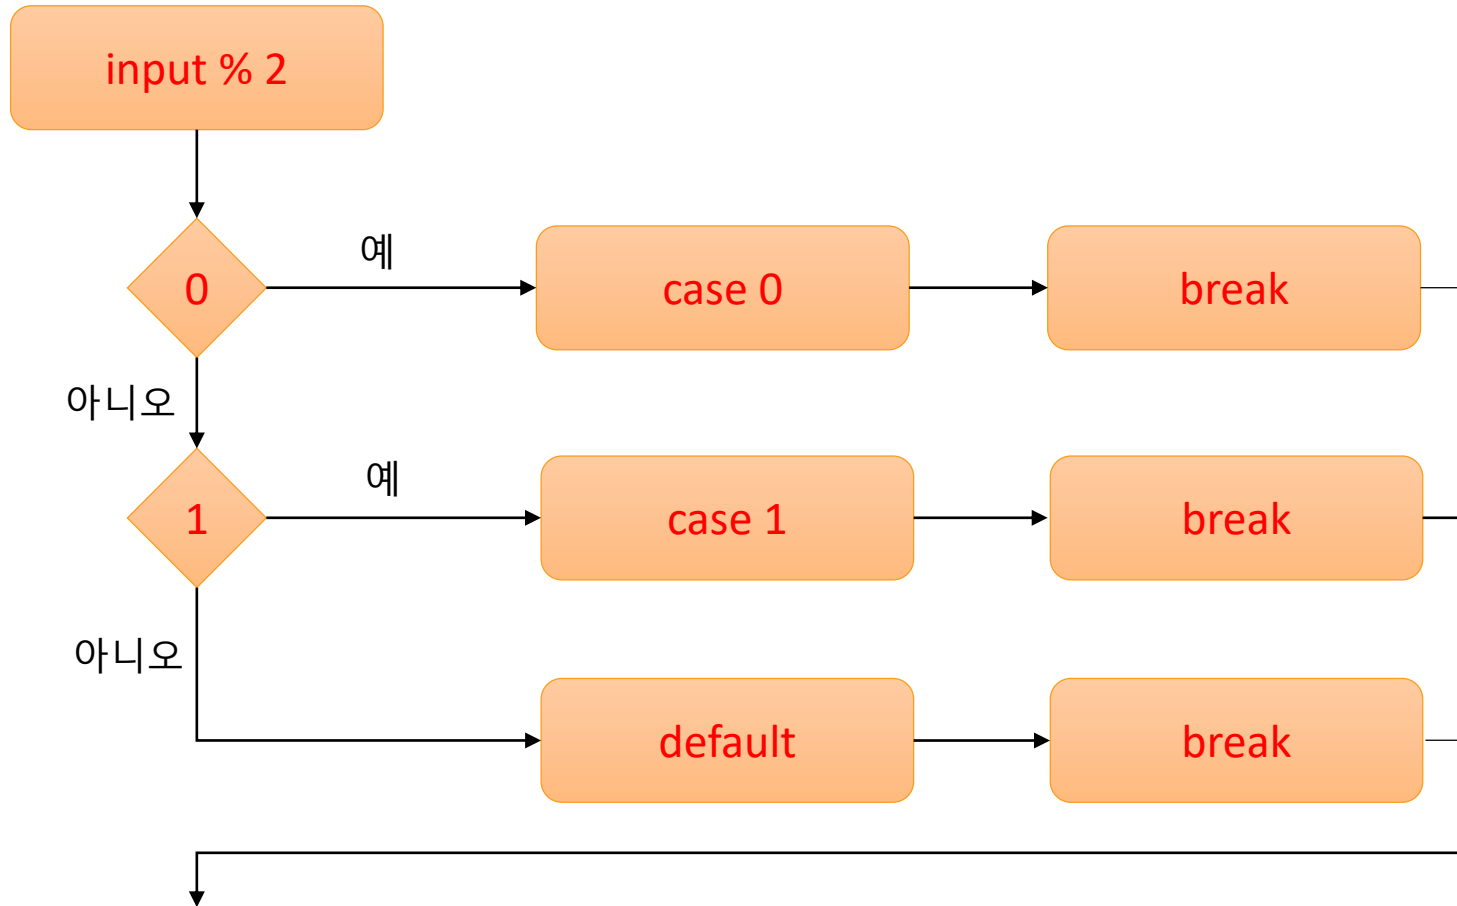 input % 2
0
예
case 0
break
아니오
1
예
case 1
break
아니오
default
break